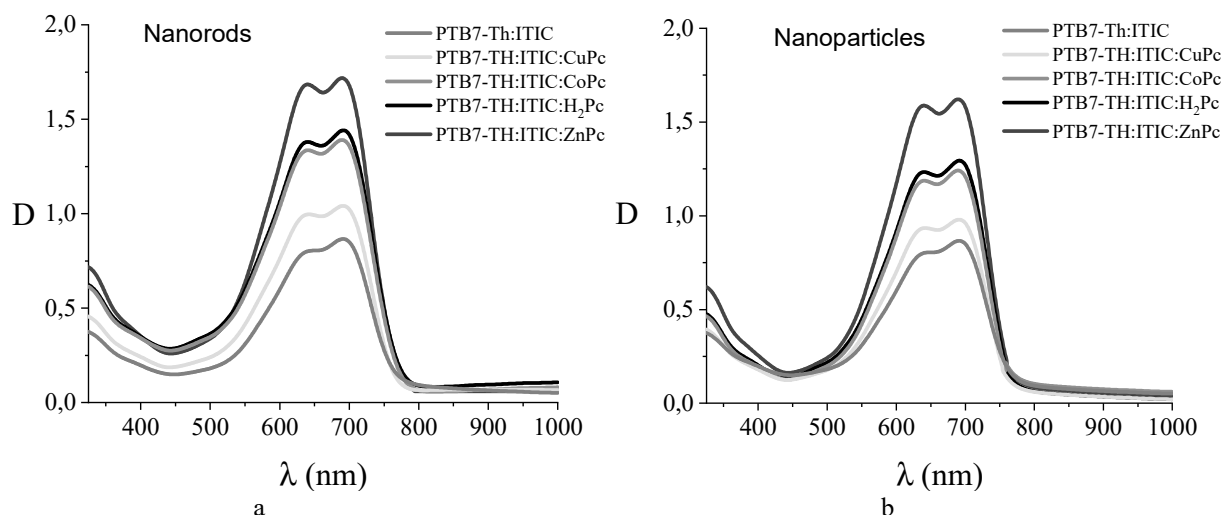 Nanorods
PTB7-Th:ITIC
PTB7-TH:ITIC:CuPc
PTB7-TH:ITIC:CoPc
PTB7-TH:ITIC:H₂Pc
PTB7-TH:ITIC:ZnPc
2,0
1,5
1,0
0,5
0,0
D
400 500 600 700 800 900 1000
λ (nm)
a
Nanoparticles
PTB7-Th:ITIC
PTB7-TH:ITIC:CuPc
PTB7-TH:ITIC:CoPc
PTB7-TH:ITIC:H₂Pc
PTB7-TH:ITIC:ZnPc
2,0
1,5
1,0
0,5
0,0
D
400 500 600 700 800 900 1000
λ (nm)
b